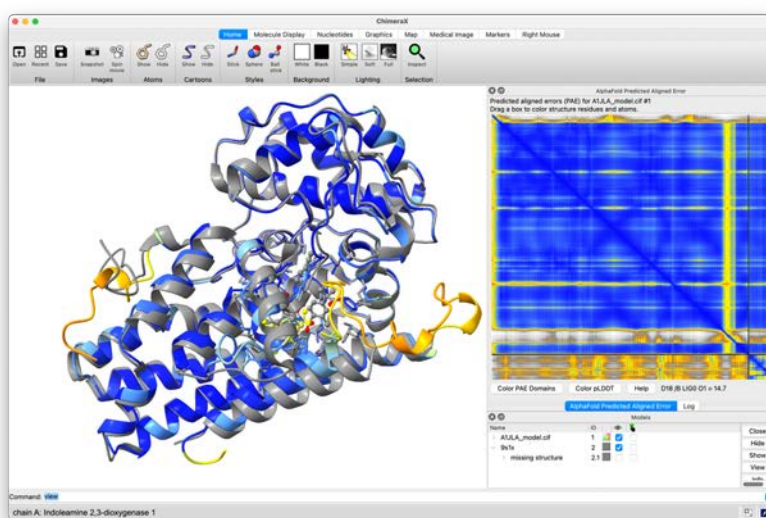 ChimeraX
Home Molecule Display Nucleotides Graphics Map Medical Image Markers Right Mouse
Open Recent Save Snapshot Spin movie Show Hide Show Hide Stick Sphere Ball stick White Black Simple Soft Full Inspect
File Images Atoms Cartoons Styles Background Lighting Selection
AlphaFold Predicted Aligned Error
Predicted aligned errors (PAE) for A1JLA_model.cif #1
Drag a box to color structure residues and atoms.
Color PAE Domains Color pLDDT Help D18 /B LIG0 O1 = 14.7
AlphaFold Predicted Aligned Error Log
Models
Name ID
A1JLA_model.cif 1
9s1x 2
missing structure 2.1
Close
Hide
Show
View
Info
Command: view
chain A: Indoleamine 2,3-dioxygenase 1